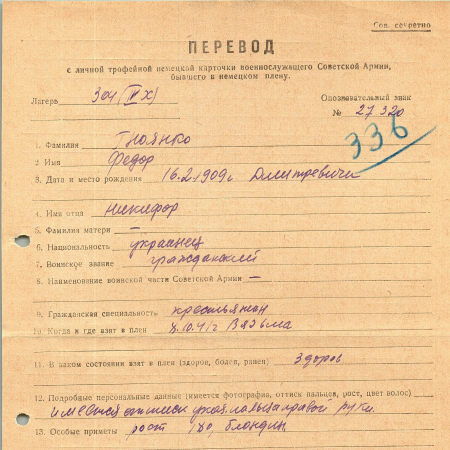 Сов. секретно
ПЕРЕВОД
с личной трофейной немецкой карточки военнослужащего Советской Армии,
бывшего в немецком плену.
Лагерь 304 (IV X)
Опознавательный знак
№ 27320
336
1. Фамилия Гноянко
2. Имя Федор
3. Дата и место рождения 16.2.1909г Дмитревичи
4. Имя отца Никифор
5. Фамилия матери —
6. Национальность украинец
7. Воинское звание гражданский
8. Наименование воинской части Советской Армии —
9. Гражданская специальность крестьянин
10. Когда и где взят в плен 8.10.41г Вязьма
11. В каком состоянии взят в плен (здоров, болен, ранен) здоров
12. Подробные персональные данные (имеется фотография, оттиск пальцев, рост, цвет волос)
имеется оттиск указ. пальца правой руки.
13. Особые приметы рост 180, блондин